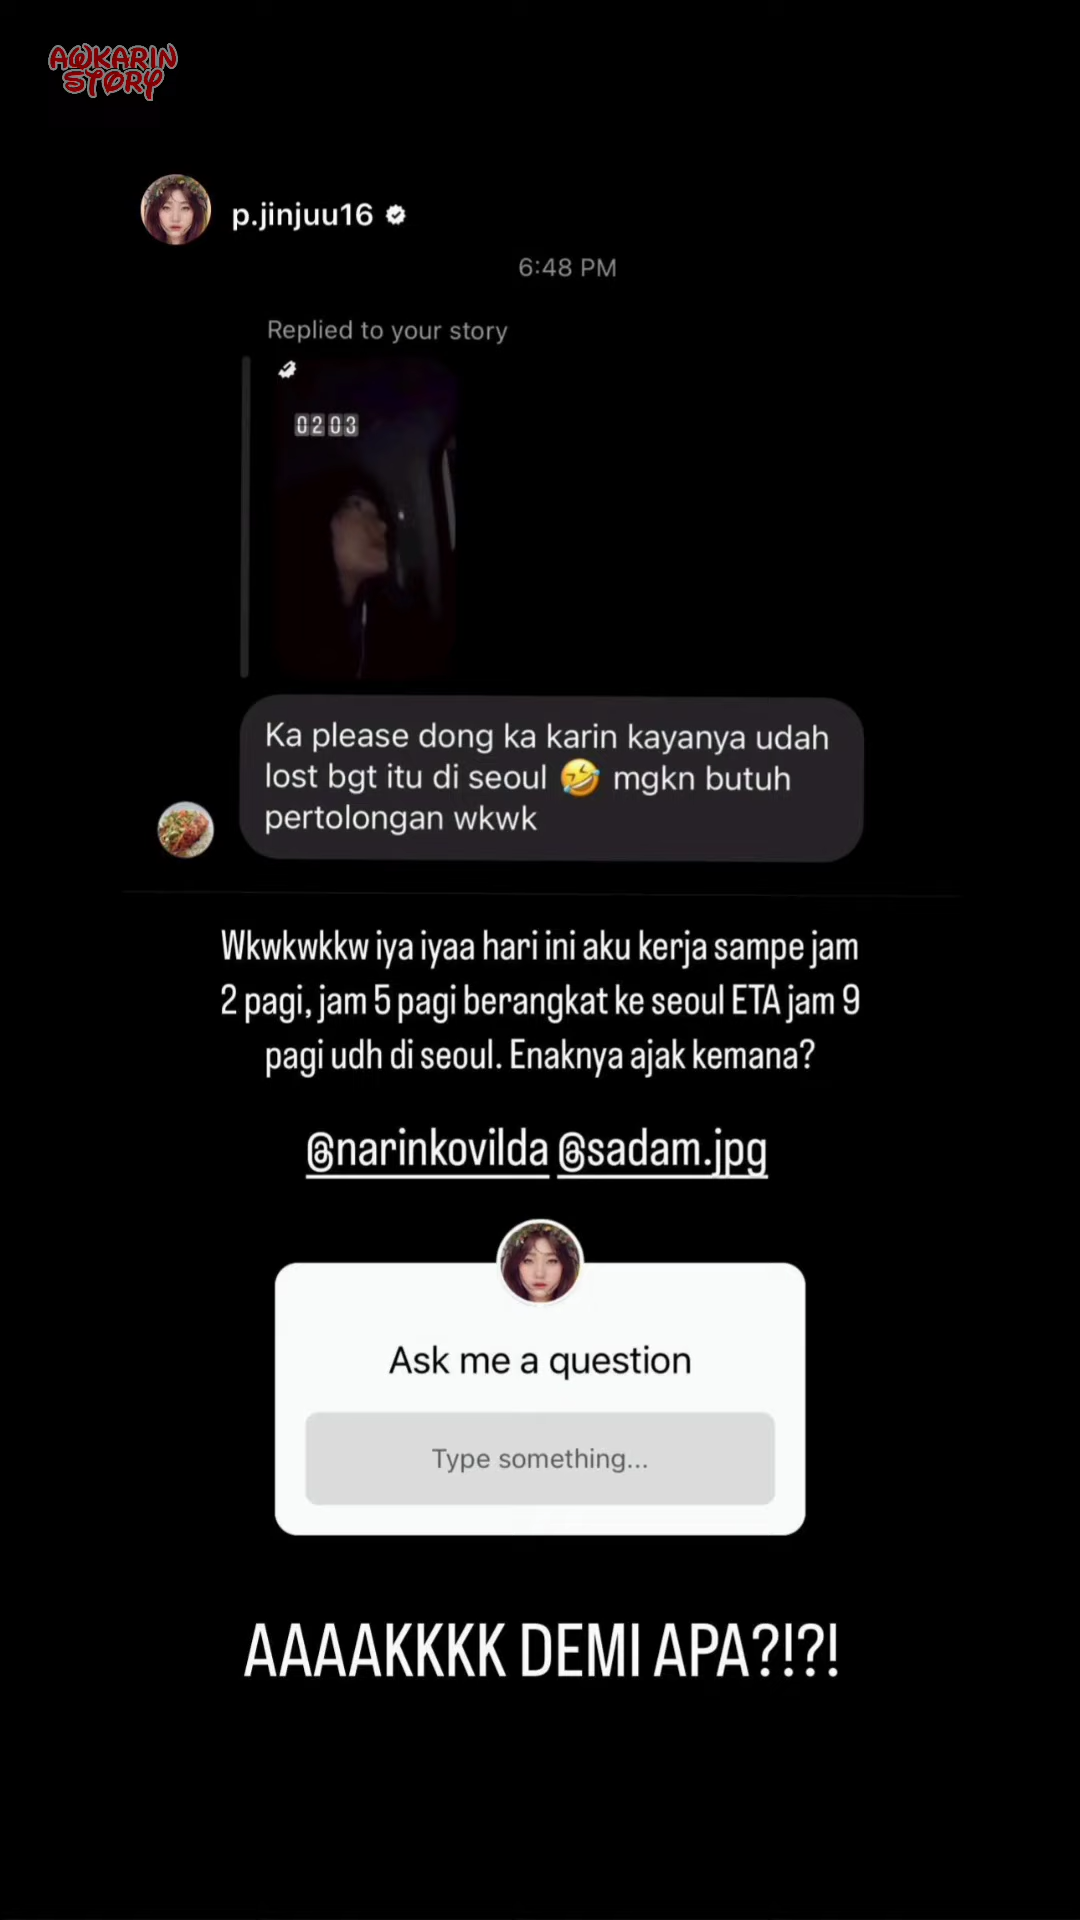 AWKARIN
STORY
p.jinjuu16
6:48 PM
Replied to your story
0203
Ka please dong ka karin kayanya udah
lost bgt itu di seoul 🤣 mgkn butuh
pertolongan wkwk
Wkwkwkkw iya iyaa hari ini aku kerja sampe jam
2 pagi, jam 5 pagi berangkat ke seoul ETA jam 9
pagi udh di seoul. Enaknya ajak kemana?
@narinkovilda @sadam.jpg
Ask me a question
Type something...
AAAAKKKK DEMI APA?!?!